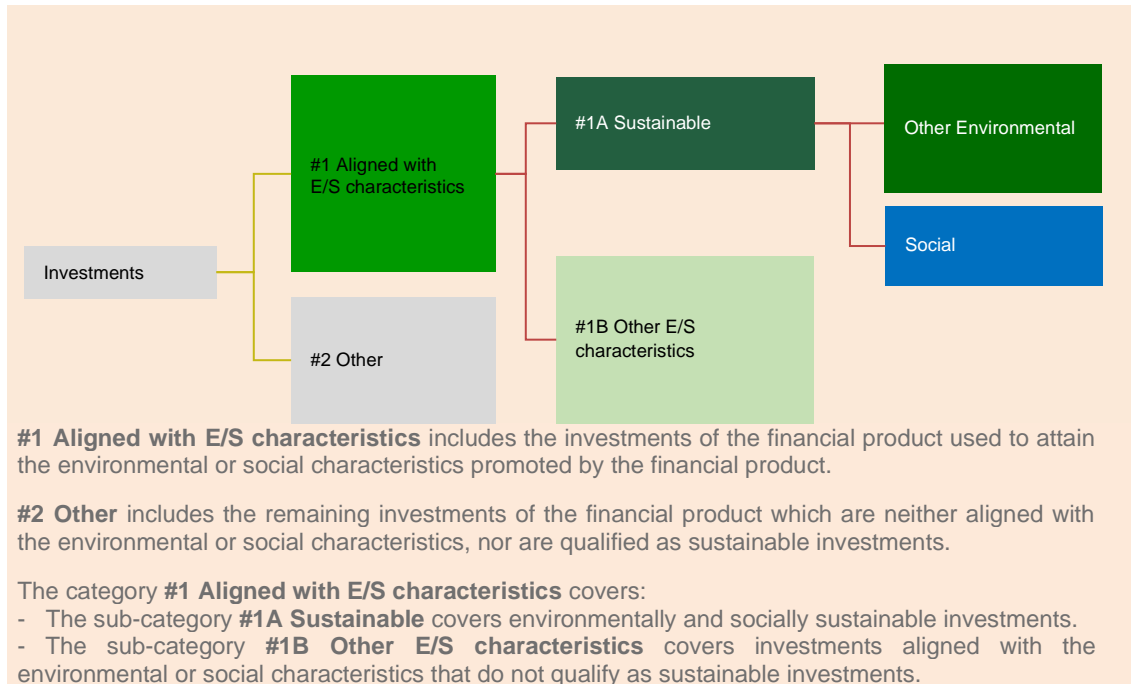 #1A Sustainable
Other Environmental
#1 Aligned with
E/S characteristics
Social
Investments
#1B Other E/S
characteristics
#2 Other
#1 Aligned with E/S characteristics includes the investments of the financial product used to attain
the environmental or social characteristics promoted by the financial product.
#2 Other includes the remaining investments of the financial product which are neither aligned with
the environmental or social characteristics, nor are qualified as sustainable investments.
The category #1 Aligned with E/S characteristics covers:
- The sub-category #1A Sustainable covers environmentally and socially sustainable investments.
- The sub-category #1B Other E/S characteristics covers investments aligned with the
environmental or social characteristics that do not qualify as sustainable investments.